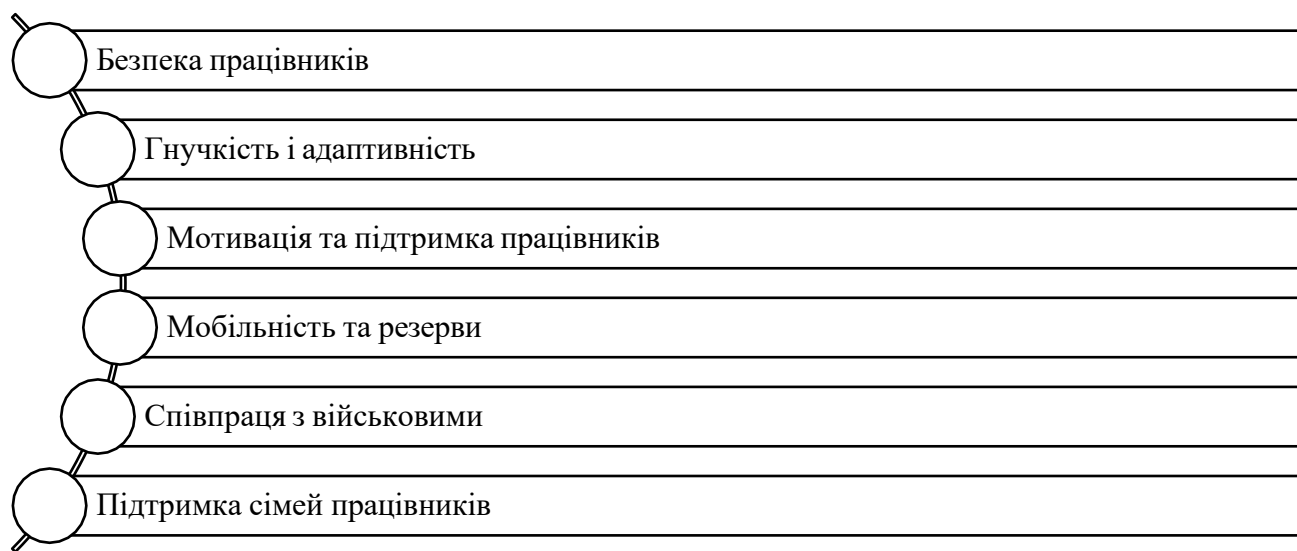 Безпека працівників
Гнучкість і адаптивність
Мотивація та підтримка працівників
Мобільність та резерви
Співпраця з військовими
Підтримка сімей працівників